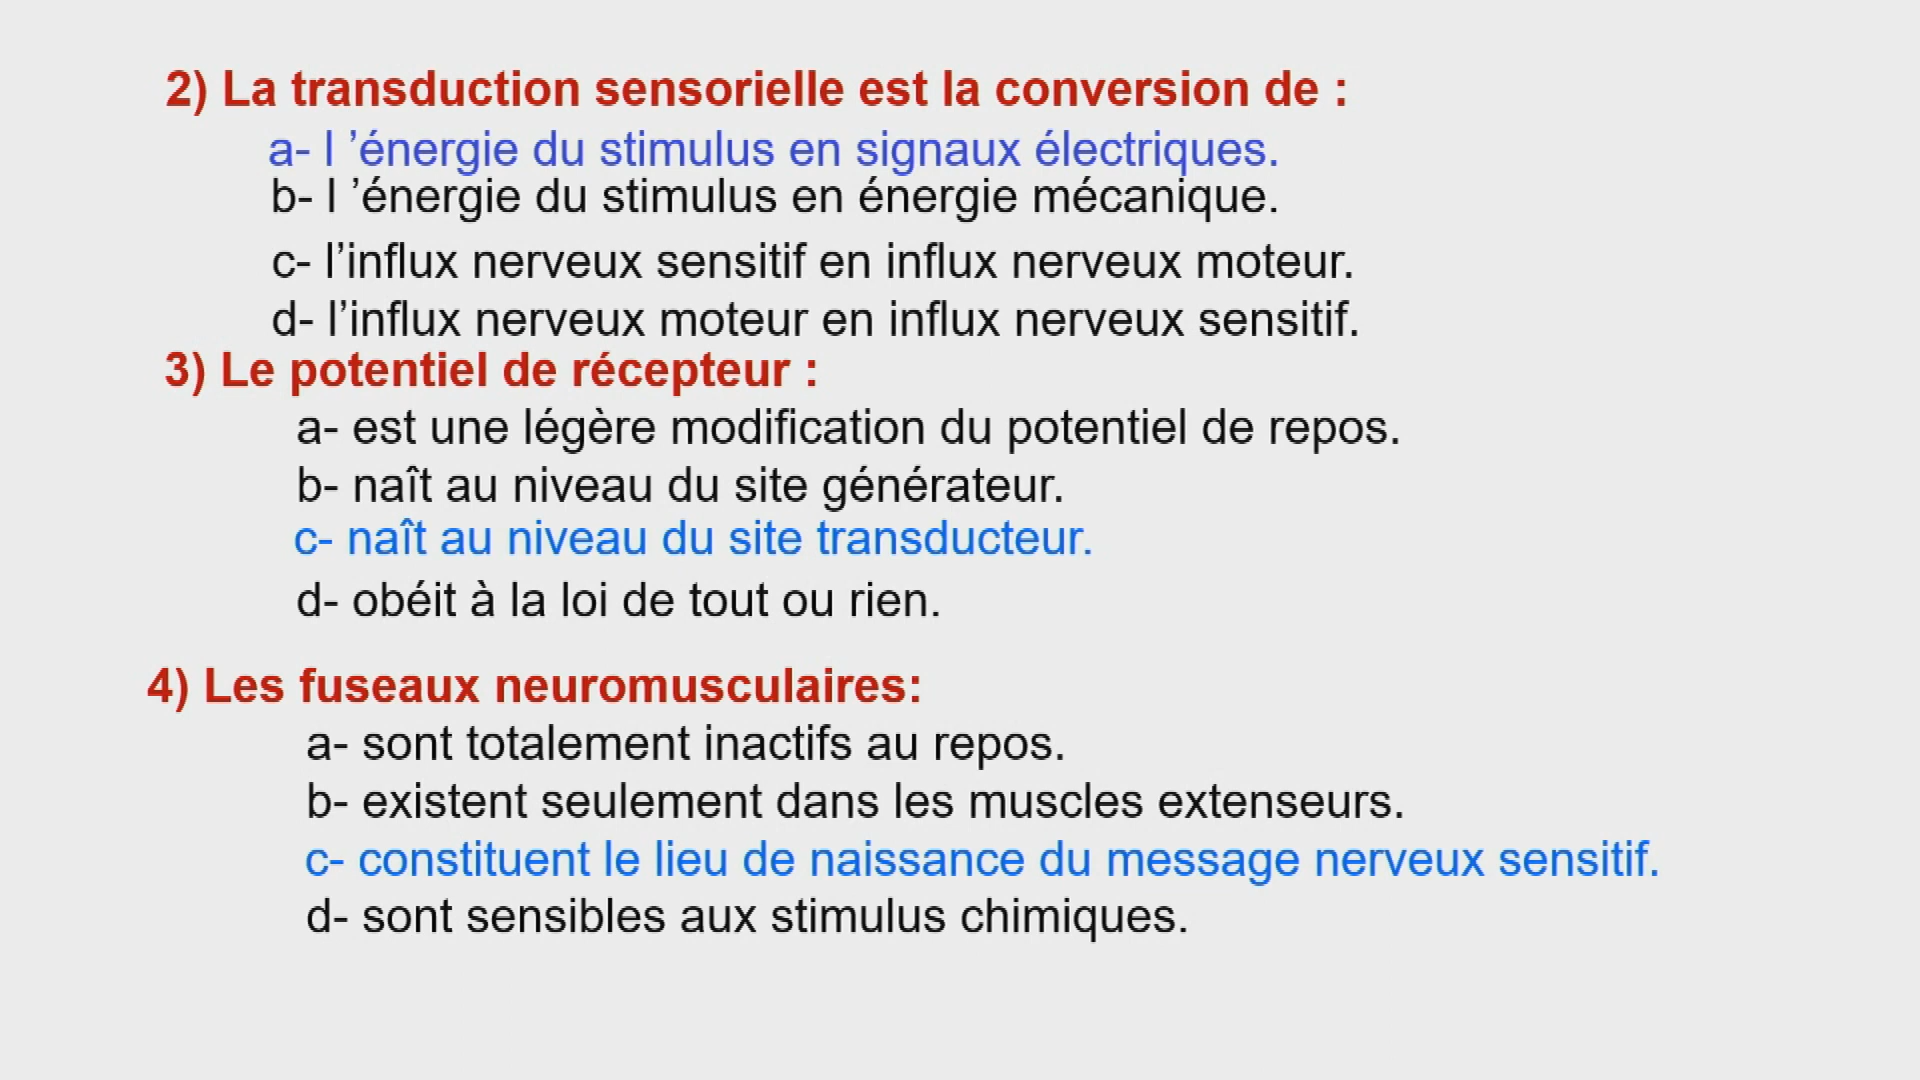 2) La transduction sensorielle est la conversion de :
a- l ’énergie du stimulus en signaux électriques.
b- l ’énergie du stimulus en énergie mécanique.
c- l’influx nerveux sensitif en influx nerveux moteur.
d- l’influx nerveux moteur en influx nerveux sensitif.
3) Le potentiel de récepteur :
a- est une légère modification du potentiel de repos.
b- naît au niveau du site générateur.
c- naît au niveau du site transducteur.
d- obéit à la loi de tout ou rien.
4) Les fuseaux neuromusculaires:
a- sont totalement inactifs au repos.
b- existent seulement dans les muscles extenseurs.
c- constituent le lieu de naissance du message nerveux sensitif.
d- sont sensibles aux stimulus chimiques.